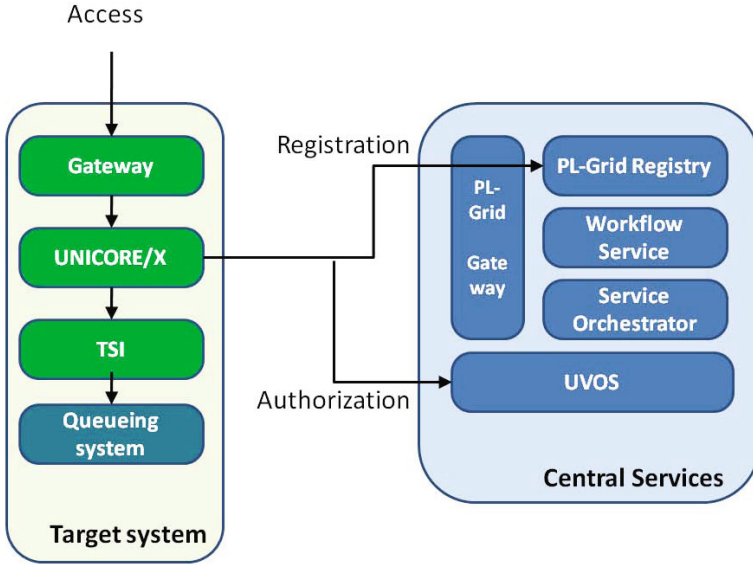 Access
Gateway
UNICORE/X
TSI
Queueing
system
Target system
Registration
Authorization
PL-
Grid
Gate
way
PL-Grid Registry
Workflow
Service
Service
Orchestrator
UVOS
Central Services